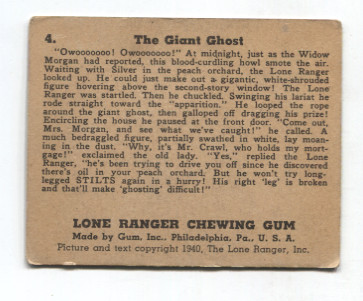 4.
The Giant Ghost
"Owooooooo! Owooooooo!" At midnight, just as the Widow
Morgan had reported, this blood-curdling howl smote the air.
Waiting with Silver in the peach orchard, the Lone Ranger
looked up. He could just make out a gigantic, white-shrouded
figure hovering above the second-story window! The Lone
Ranger was startled. Then he chuckled. Swinging his lariat he
rode straight toward the "apparition." He looped the rope
around the giant ghost, then galloped off dragging his prize!
Encircling the house he paused at the front door. "Come out,
Mrs. Morgan, and see what we've caught!" he called. A
much bedraggled figure, partially swathed in white, lay moan-
ing in the dust. "Why, it's Mr. Crawl, who holds my mort-
gage!" exclaimed the old lady. "Yes," replied the Lone
Ranger, "he's been trying to drive you off since he discovered
there's oil in your peach orchard. But he won't try long-
legged STILTS again in a hurry! His right 'leg' is broken
and that'll make 'ghosting' difficult!"
LONE RANGER CHEWING GUM
Made by Gum, Inc., Philadelphia, Pa., U. S. A.
Picture and text copyright 1940, The Lone Ranger, Inc.